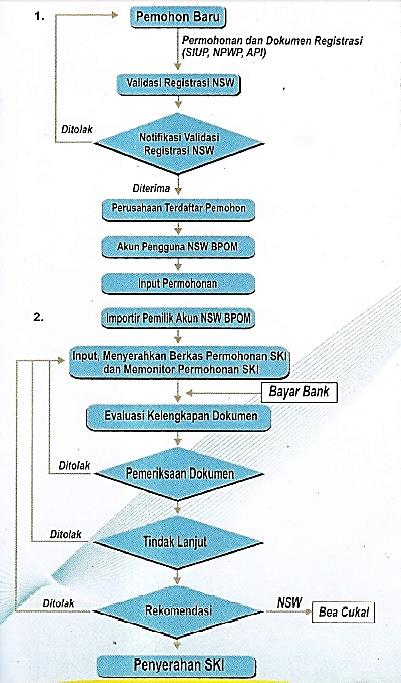 1.
Pemohon Baru
Permohonan dan Dokumen Registrasi
(SIUP, NPWP, API)
Validasi Registrasi NSW
Ditolak
Notifikasi Validasi
Registrasi NSW
Diterima
Perusahaan Terdaftar Pemohon
Akun Pengguna NSW BPOM
Input Permohonan
2.
Importir Pemilik Akun NSW BPOM
Input, Menyerahkan Berkas Permohonan SKI
dan Memonitor Permohonan SKI
Bayar Bank
Evaluasi Kelengkapan Dokumen
Ditolak
Pemeriksaan Dokumen
Ditolak
Tindak Lanjut
Ditolak
Rekomendasi
NSW
Bea Cukai
Penyerahan SKI